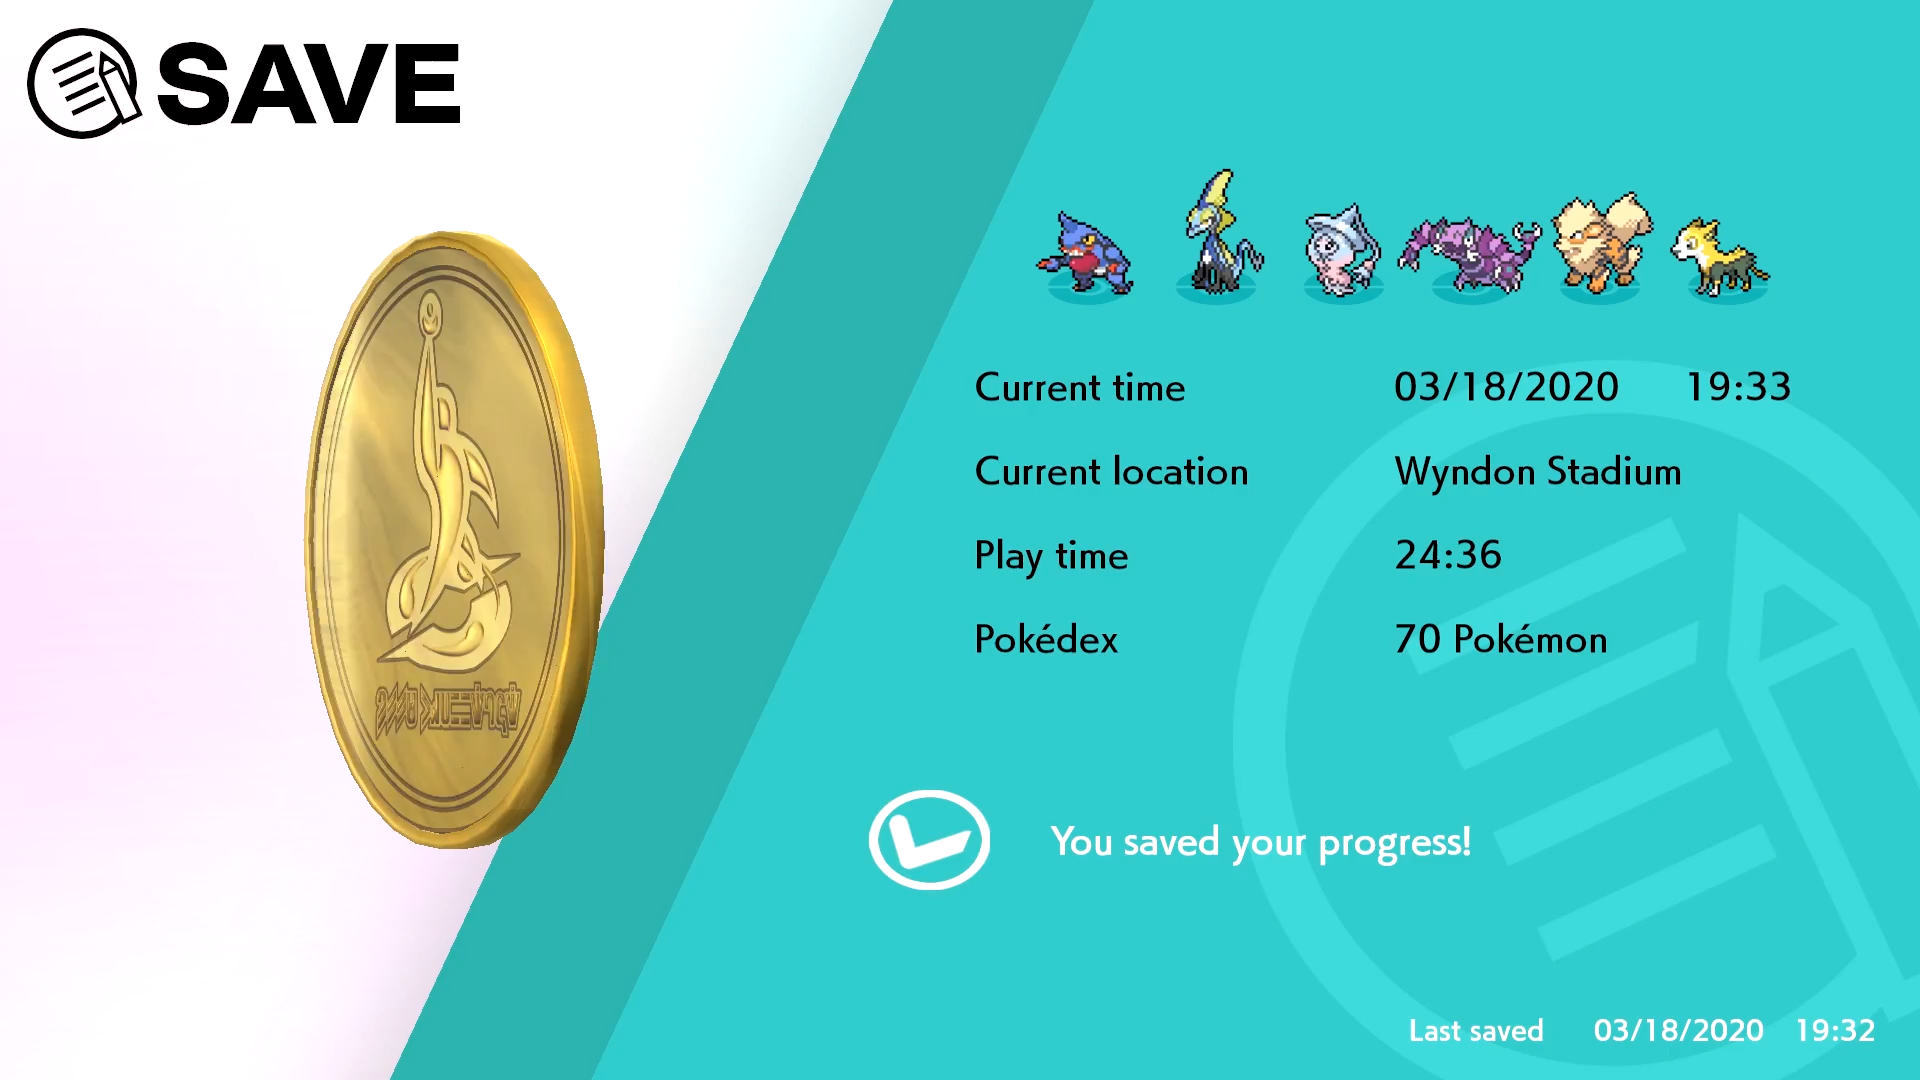 SAVE
Current time 03/18/2020 19:33
Current location Wyndon Stadium
Play time 24:36
Pokédex 70 Pokémon
You saved your progress!
Last saved 03/18/2020 19:32